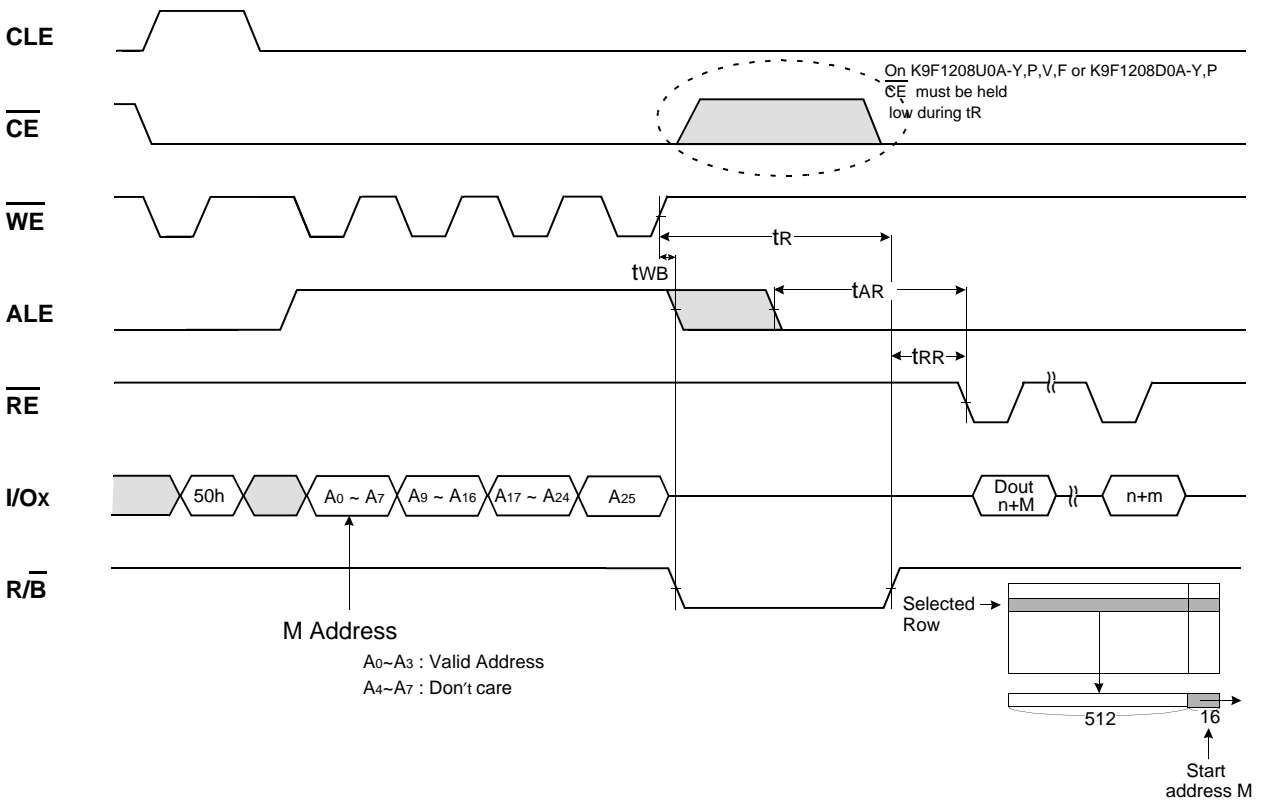 CLE
On K9F1208U0A-Y,P,V,F or K9F1208D0A-Y,P
CE must be held
low during tR
CE
WE
tR
tWB
ALE
tAR
tRR
RE
I/Ox
50h
A0 ~ A7
A9 ~ A16
A17 ~ A24
A25
Dout
n+M
n+m
R/B
M Address
A0~A3 : Valid Address
A4~A7 : Don't care
Selected
Row
512
16
Start
address M